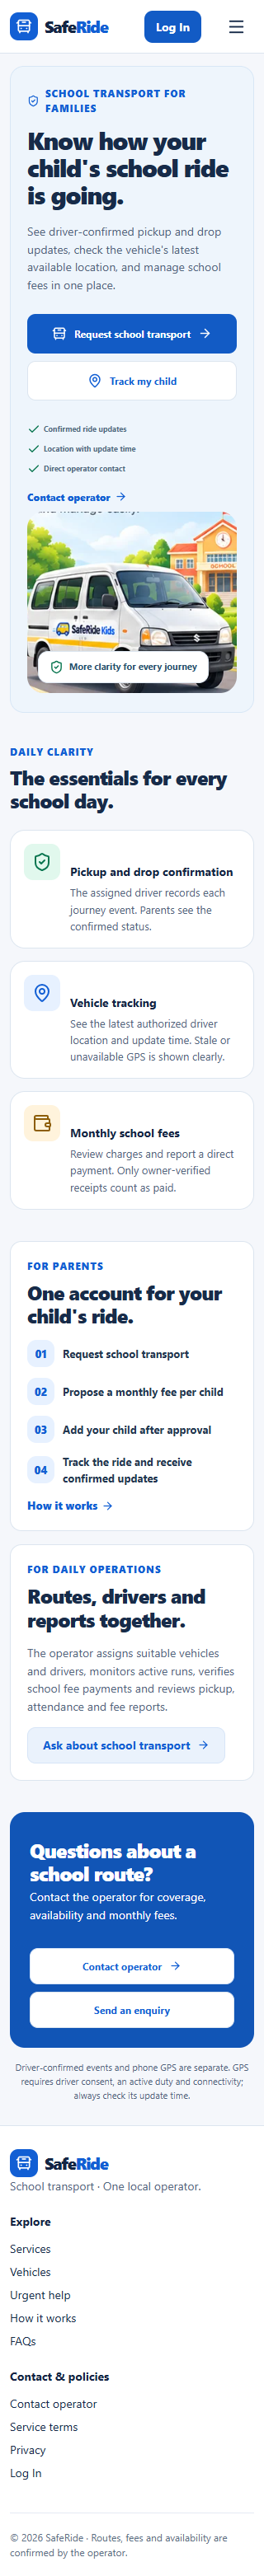 SafeRide
Log In
SCHOOL TRANSPORT FOR
FAMILIES
Know how your
child's school ride
is going.
See driver-confirmed pickup and drop
updates, check the vehicle's latest
available location, and manage school
fees in one place.
Request school transport
Track my child
Confirmed ride updates
Location with update time
Direct operator contact
Contact operator
and manage easily.
SCHOOL
SafeRide Kids
More clarity for every journey
DAILY CLARITY
The essentials for every
school day.
Pickup and drop confirmation
The assigned driver records each
journey event. Parents see the
confirmed status.
Vehicle tracking
See the latest authorized driver
location and update time. Stale or
unavailable GPS is shown clearly.
Monthly school fees
Review charges and report a direct
payment. Only owner-verified
receipts count as paid.
FOR PARENTS
One account for your
child's ride.
01 Request school transport
02 Propose a monthly fee per child
03 Add your child after approval
04 Track the ride and receive
confirmed updates
How it works
FOR DAILY OPERATIONS
Routes, drivers and
reports together.
The operator assigns suitable vehicles
and drivers, monitors active runs, verifies
school fee payments and reviews pickup,
attendance and fee reports.
Ask about school transport
Questions about a
school route?
Contact the operator for coverage,
availability and monthly fees.
Contact operator
Send an enquiry
Driver-confirmed events and phone GPS are separate. GPS
requires driver consent, an active duty and connectivity;
always check its update time.
SafeRide
School transport · One local operator.
Explore
Services
Vehicles
Urgent help
How it works
FAQs
Contact & policies
Contact operator
Service terms
Privacy
Log In
© 2026 SafeRide · Routes, fees and availability are
confirmed by the operator.